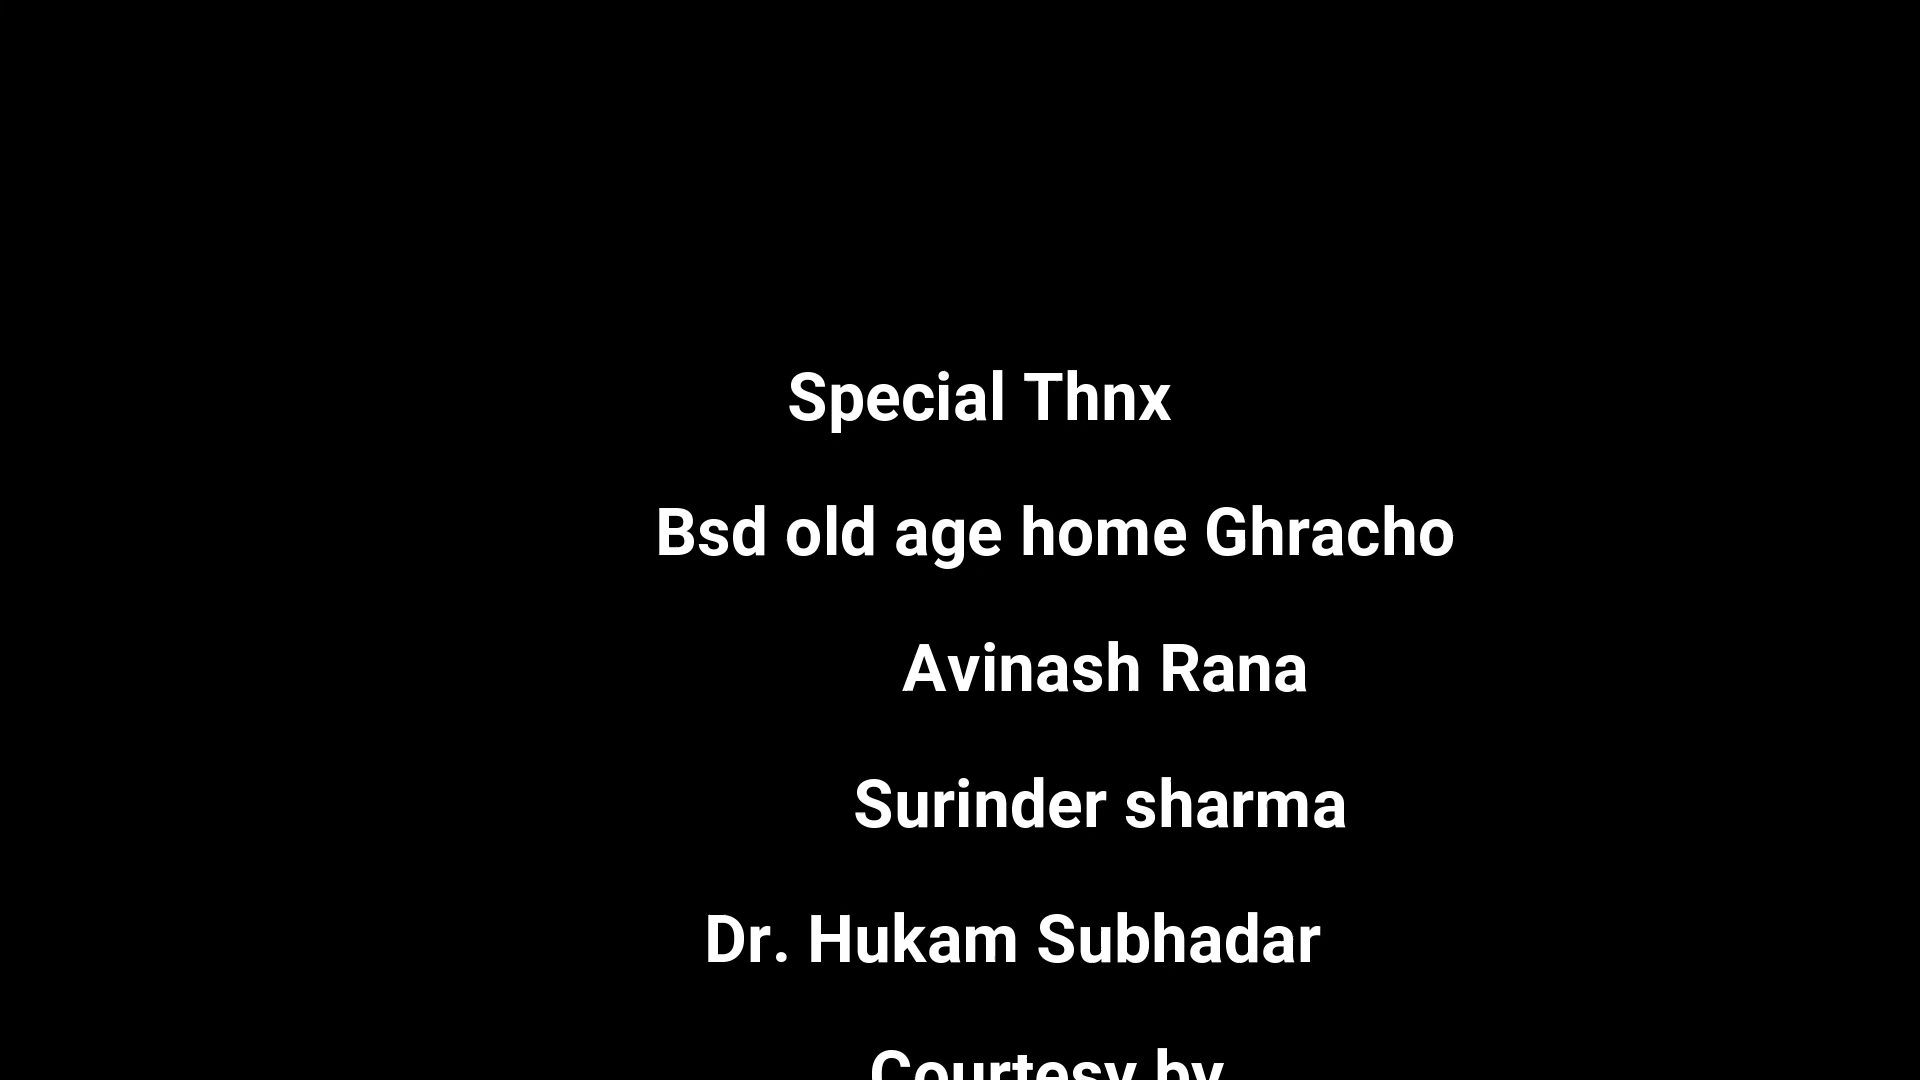 Special Thnx
Bsd old age home Ghracho
Avinash Rana
Surinder sharma
Dr. Hukam Subhadar
Courtesy by